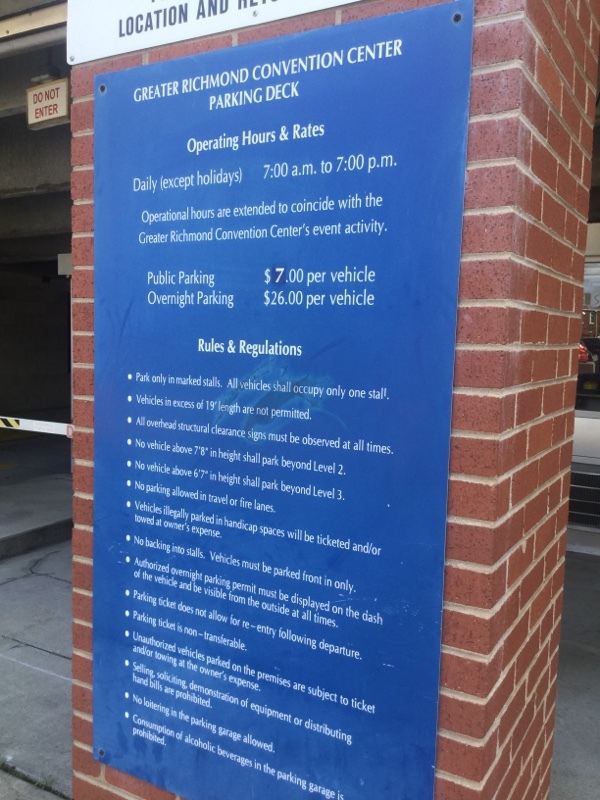 LOCATION AND
DO NOT
ENTER
GREATER RICHMOND CONVENTION CENTER
PARKING DECK
Operating Hours & Rates
Daily (except holidays) 7:00 a.m. to 7:00 p.m.
Operational hours are extended to coincide with the
Greater Richmond Convention Center's event activity.
Public Parking $ 7.00 per vehicle
Overnight Parking $26.00 per vehicle
Rules & Regulations
• Park only in marked stalls. All vehicles shall occupy only one stall.
• Vehicles in excess of 19' length are not permitted.
• All overhead structural clearance signs must be observed at all times.
• No vehicle above 7'8" in height shall park beyond Level 2.
• No vehicle above 6'7" in height shall park beyond Level 3.
• No parking allowed in travel or fire lanes.
• Vehicles illegally parked in handicap spaces will be ticketed and/or
towed at owner's expense.
• No backing into stalls. Vehicles must be parked front in only.
• Authorized overnight parking permit must be displayed on the dash
of the vehicle and be visible from the outside at all times.
• Parking ticket does not allow for re-entry following departure.
• Parking ticket is non-transferable.
• Unauthorized vehicles parked on the premises are subject to ticket
and/or towing at the owner's expense.
• Selling, soliciting, demonstration of equipment or distributing
hand bills are prohibited.
• No loitering in the parking garage allowed.
• Consumption of alcoholic beverages in the parking garage is
prohibited.